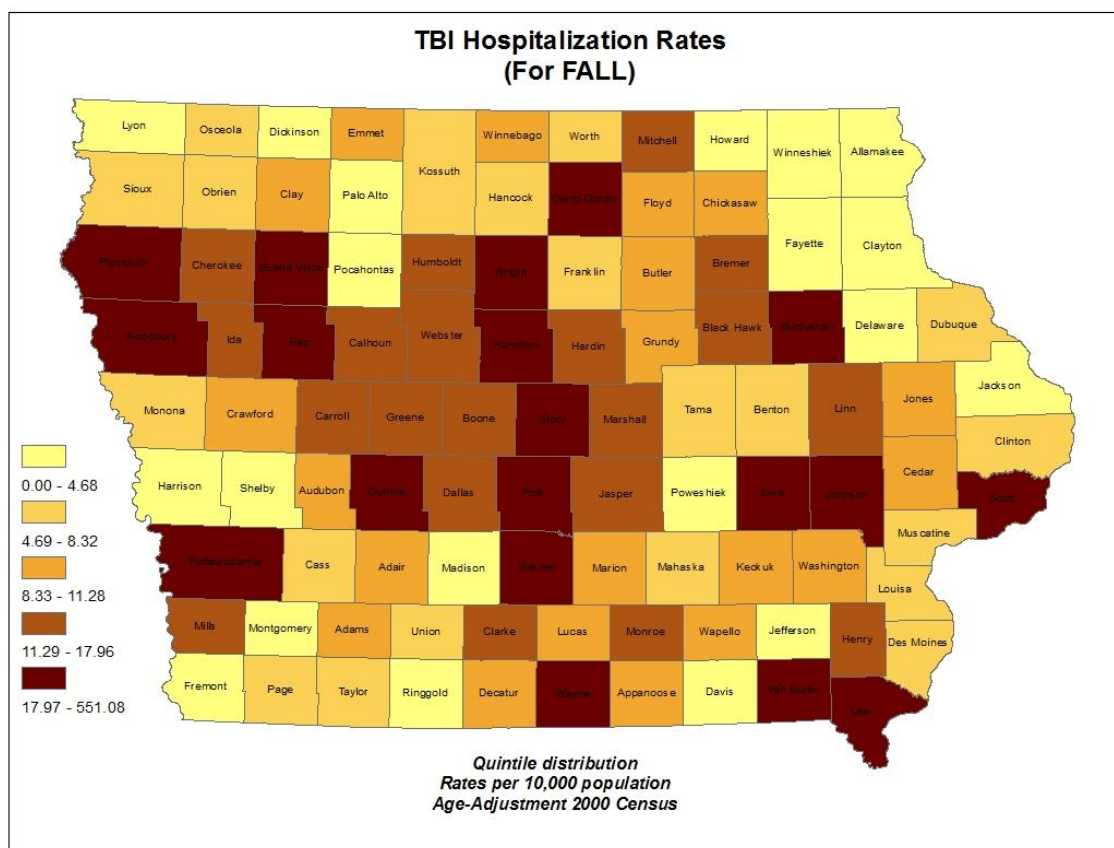 TBI Hospitalization Rates
(For FALL)
Lyon
Osceola
Dickinson
Emmet
Kossuth
Winnebago
Worth
Mitchell
Howard
Winneshiek
Allamakee
Sioux
Obrien
Clay
Palo Alto
Hancock
Cerro Gordo
Floyd
Chickasaw
Fayette
Clayton
Plymouth
Cherokee
Buena Vista
Pocahontas
Humboldt
Wright
Franklin
Butler
Bremer
Woodbury
Ida
Sac
Calhoun
Webster
Hamilton
Hardin
Grundy
Black Hawk
Buchanan
Delaware
Dubuque
Monona
Crawford
Carroll
Greene
Boone
Story
Marshall
Tama
Benton
Linn
Jones
Jackson
Clinton
Harrison
Shelby
Audubon
Guthrie
Dallas
Polk
Jasper
Poweshiek
Iowa
Johnson
Cedar
Scott
Muscatine
Pottawattamie
Cass
Adair
Madison
Warren
Marion
Mahaska
Keokuk
Washington
Louisa
Mills
Montgomery
Adams
Union
Clarke
Lucas
Monroe
Wapello
Jefferson
Henry
Des Moines
Fremont
Page
Taylor
Ringgold
Decatur
Wayne
Appanoose
Davis
Van Buren
Lee
0.00 - 4.68
4.69 - 8.32
8.33 - 11.28
11.29 - 17.96
17.97 - 551.08
Quintile distribution
Rates per 10,000 population
Age-Adjustment 2000 Census